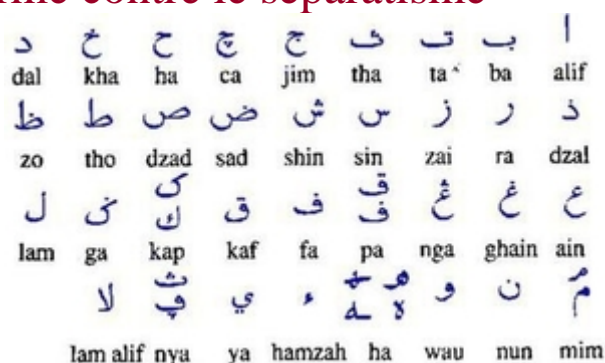 contre le séparatisme
ا ب ت ث ج چ ح خ د
dal kha ha ca jim tha ta ba alif
ذ ر ز س ش ض ص ط ظ
zo tho dzad sad shin sin zai ra dzal
ع غ ڠ ڤ ف ق ک ك ݢ ل
lam ga kap kaf fa pa nga ghain ain
م ن و ه ء ي لا
lam alif nya ya hamzah ha wau nun mim